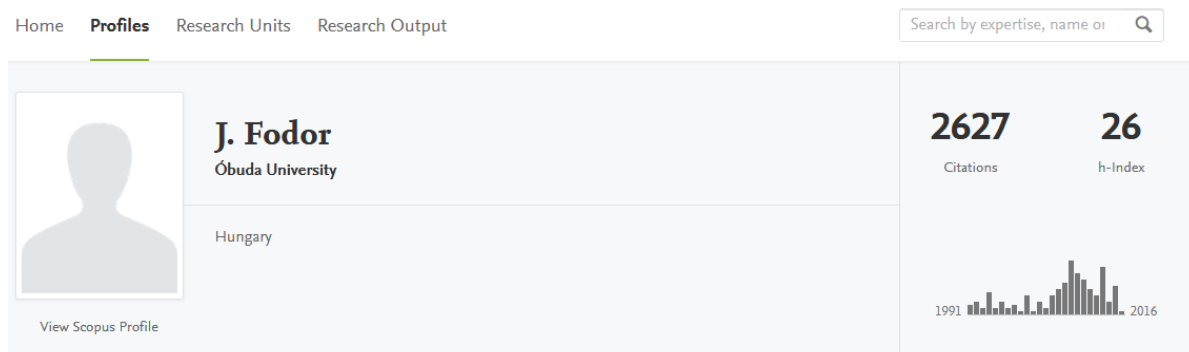 Home Profiles Research Units Research Output
Search by expertise, name or
J. Fodor
Óbuda University
Hungary
View Scopus Profile
2627 26
Citations h-Index
1991 2016